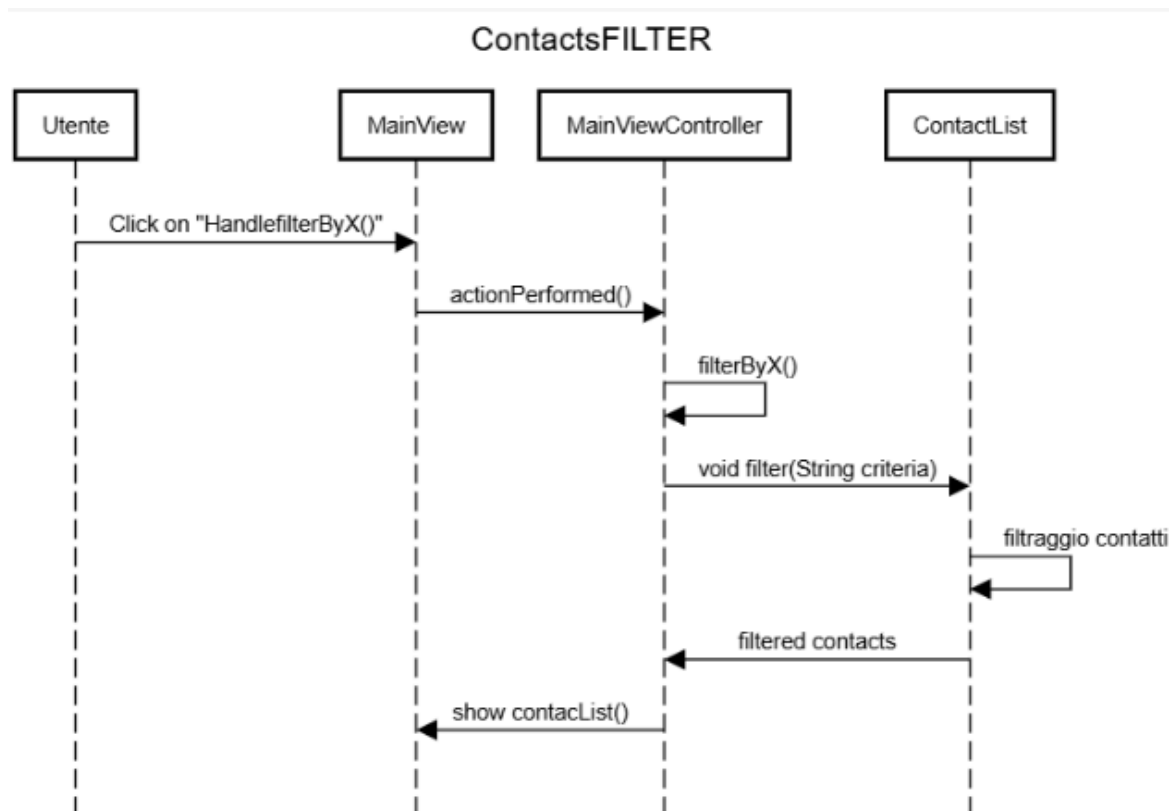 ContactsFILTER
Utente
MainView
MainViewController
ContactList
Click on "HandlefilterByX()"
actionPerformed()
filterByX()
void filter(String criteria)
filtraggio contatti
filtered contacts
show contacList()